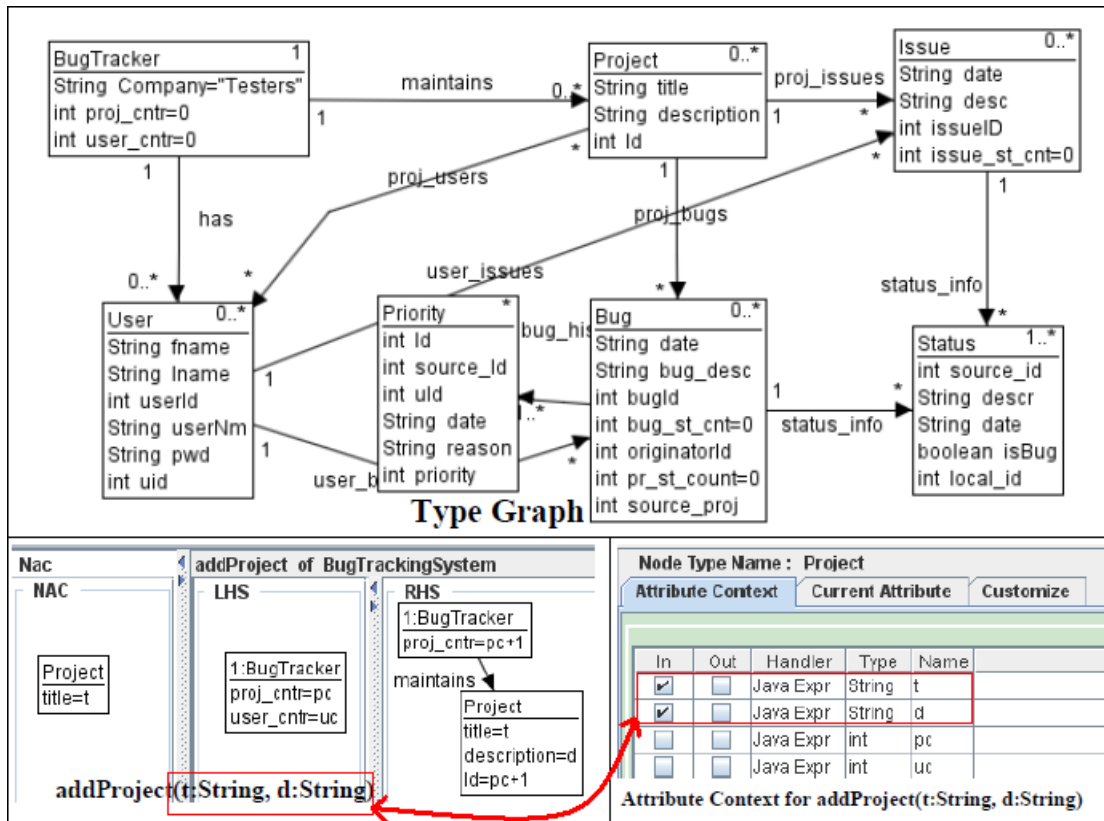 BugTracker 1
String Company="Testers"
int proj_cntr=0
int user_cntr=0
maintains
1
0..*
Project 0..*
String title
String description
int Id
proj_issues
1
*
Issue 0..*
String date
String desc
int issueID
int issue_st_cnt=0
1
has
0..*
proj_users
*
*
1
proj_bugs
*
*
user_issues
1
status_info
*
1
User 0..*
String fname
String lname
int userId
String userNm
String pwd
int uid
1
1
user_b
*
Priority *
int Id
int source_Id
int uId
String date
String reason
int priority
bug_his
1..*
Bug 0..*
String date
String bug_desc
int bugId
int bug_st_cnt=0
int originatorId
int pr_st_count=0
int source_proj
1
status_info
*
Status 1..*
int source_id
String descr
String date
boolean isBug
int local_id
Type Graph
Nac
NAC
Project
title=t
addProject of BugTrackingSystem
LHS
1:BugTracker
proj_cntr=pc
user_cntr=uc
RHS
1:BugTracker
proj_cntr=pc+1
maintains
Project
title=t
description=d
Id=pc+1
addProject(t:String, d:String)
Node Type Name : Project
Attribute Context Current Attribute Customize
In Out Handler Type Name
Java Expr String t
Java Expr String d
Java Expr int pc
Java Expr int uc
Attribute Context for addProject(t:String, d:String)